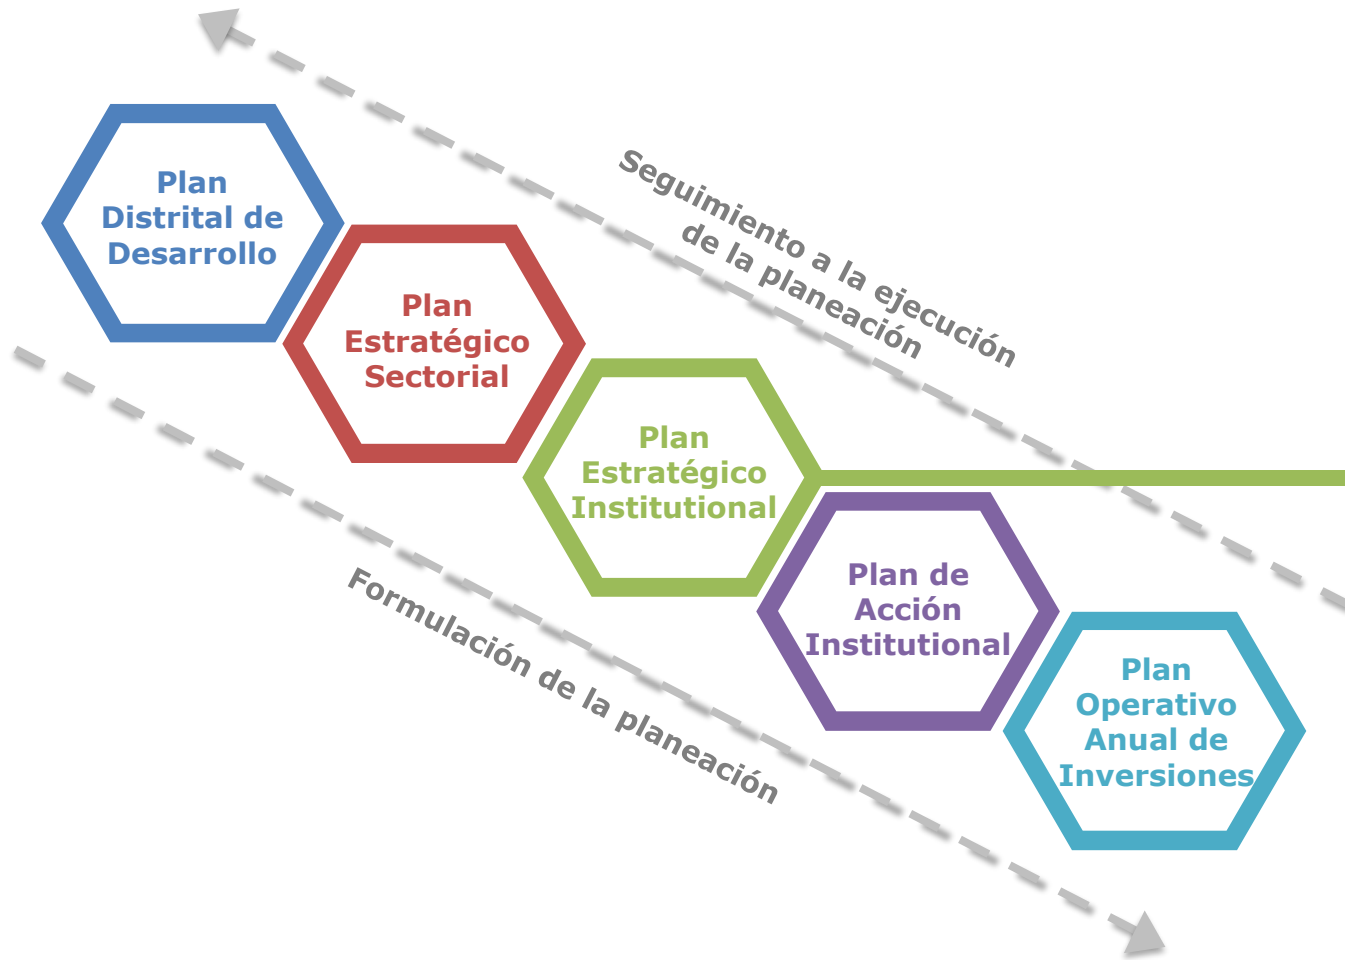 Plan
Distrital de
Desarrollo
Plan
Estratégico
Sectorial
Plan
Estratégico
Institutional
Plan de
Acción
Institutional
Plan
Operativo
Anual de
Inversiones
Seguimiento a la ejecución
de la planeación
Formulación de la planeación